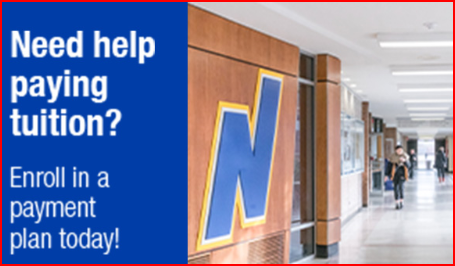 Need help
paying
tuition?
Enroll in a
payment
plan today!
N